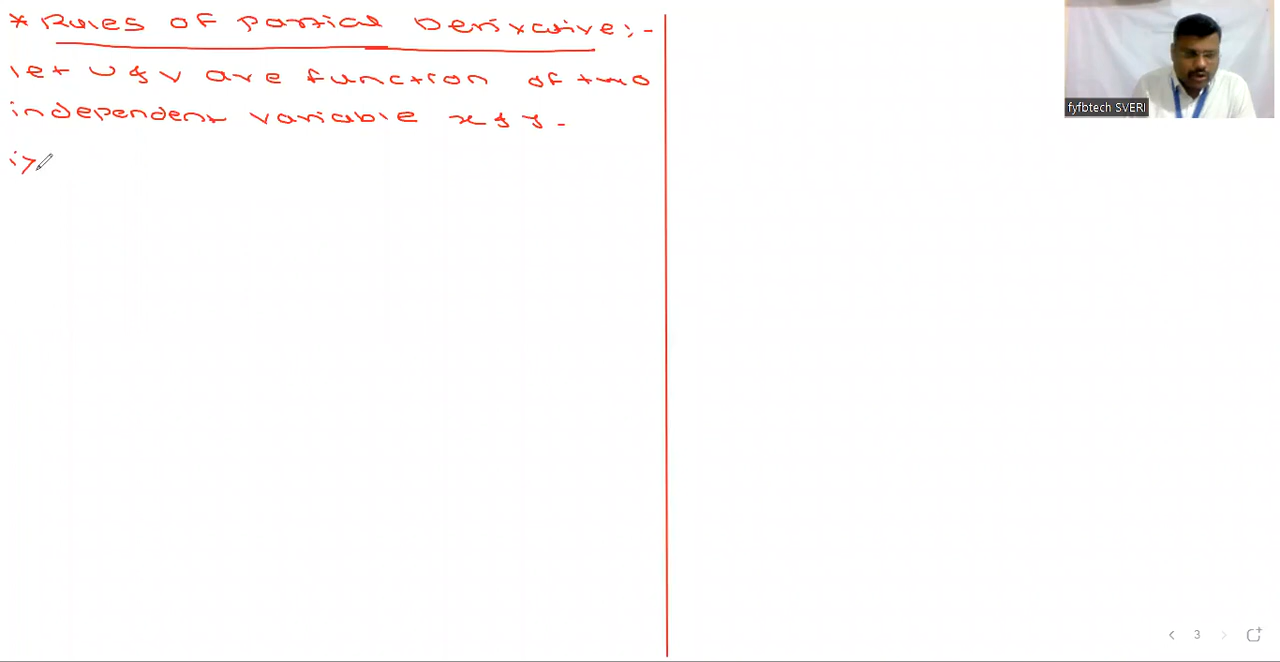 * Rules of Partial Derivative :-
let U & V are function of two
independent variable x & y -
i>
fyfbtech SVERI
3